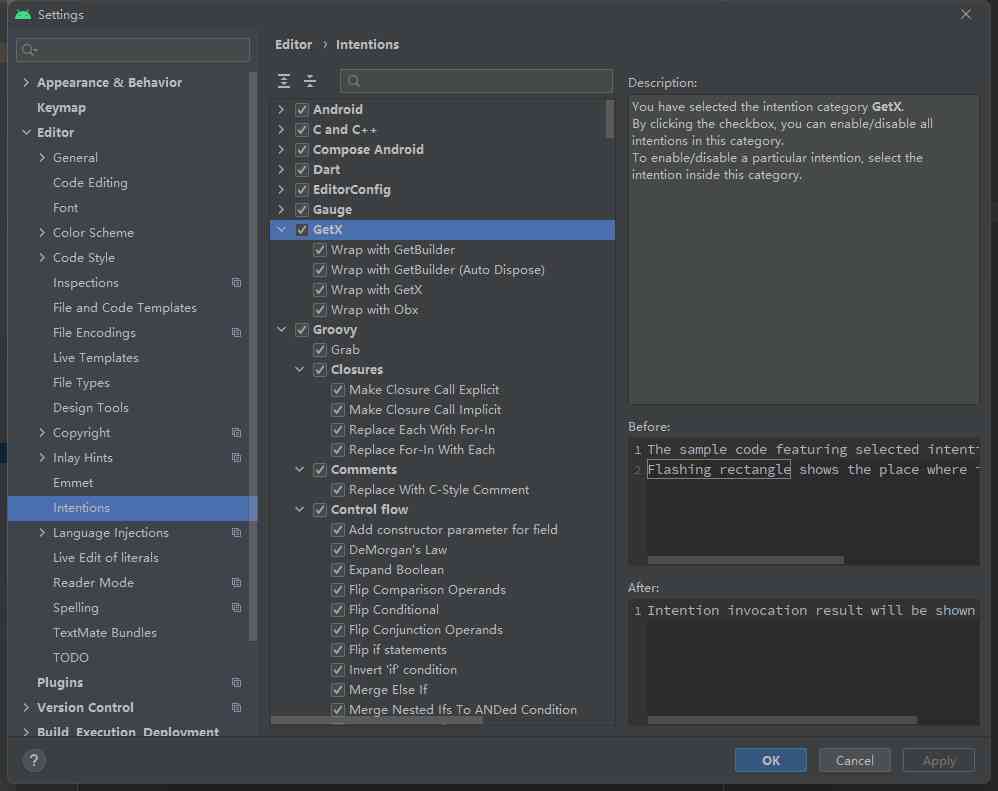 Settings
Appearance & Behavior
Keymap
Editor
General
Code Editing
Font
Color Scheme
Code Style
Inspections
File and Code Templates
File Encodings
Live Templates
File Types
Design Tools
Copyright
Inlay Hints
Emmet
Intentions
Language Injections
Live Edit of literals
Reader Mode
Spelling
TextMate Bundles
TODO
Plugins
Version Control
Build, Execution, Deployment
Editor › Intentions
Android
C and C++
Compose Android
Dart
EditorConfig
Gauge
GetX
Wrap with GetBuilder
Wrap with GetBuilder (Auto Dispose)
Wrap with GetX
Wrap with Obx
Groovy
Grab
Closures
Make Closure Call Explicit
Make Closure Call Implicit
Replace Each With For-In
Replace For-In With Each
Comments
Replace With C-Style Comment
Control flow
Add constructor parameter for field
DeMorgan's Law
Expand Boolean
Flip Comparison Operands
Flip Conditional
Flip Conjunction Operands
Flip if statements
Invert 'if' condition
Merge Else If
Merge Nested Ifs To ANDed Condition
Description:
You have selected the intention category GetX.
By clicking the checkbox, you can enable/disable all
intentions in this category.
To enable/disable a particular intention, select the
intention inside this category.
Before:
1 The sample code featuring selected intent
2 Flashing rectangle shows the place where
After:
1 Intention invocation result will be shown
?
OK
Cancel
Apply